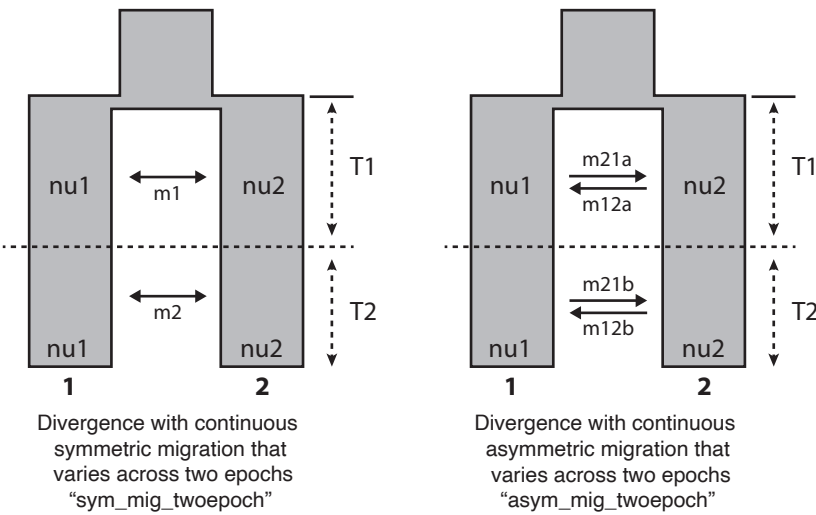 nu1
m1
nu2
T1
nu1
m2
nu2
T2
1
2
Divergence with continuous
symmetric migration that
varies across two epochs
“sym_mig_twoepoch”
nu1
m21a
m12a
nu2
T1
nu1
m21b
m12b
nu2
T2
1
2
Divergence with continuous
asymmetric migration that
varies across two epochs
“asym_mig_twoepoch”